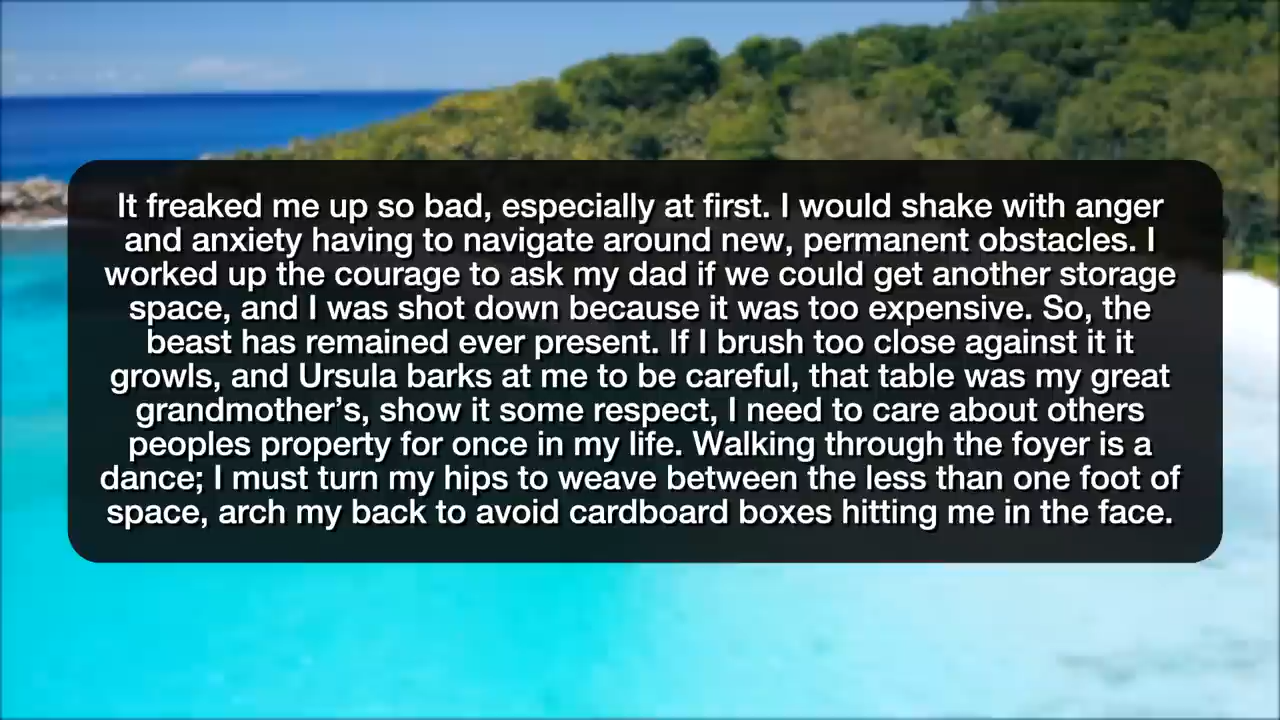 It freaked me up so bad, especially at first. I would shake with anger
and anxiety having to navigate around new, permanent obstacles. I
worked up the courage to ask my dad if we could get another storage
space, and I was shot down because it was too expensive. So, the
beast has remained ever present. If I brush too close against it it
growls, and Ursula barks at me to be careful, that table was my great
grandmother’s, show it some respect, I need to care about others
peoples property for once in my life. Walking through the foyer is a
dance; I must turn my hips to weave between the less than one foot of
space, arch my back to avoid cardboard boxes hitting me in the face.